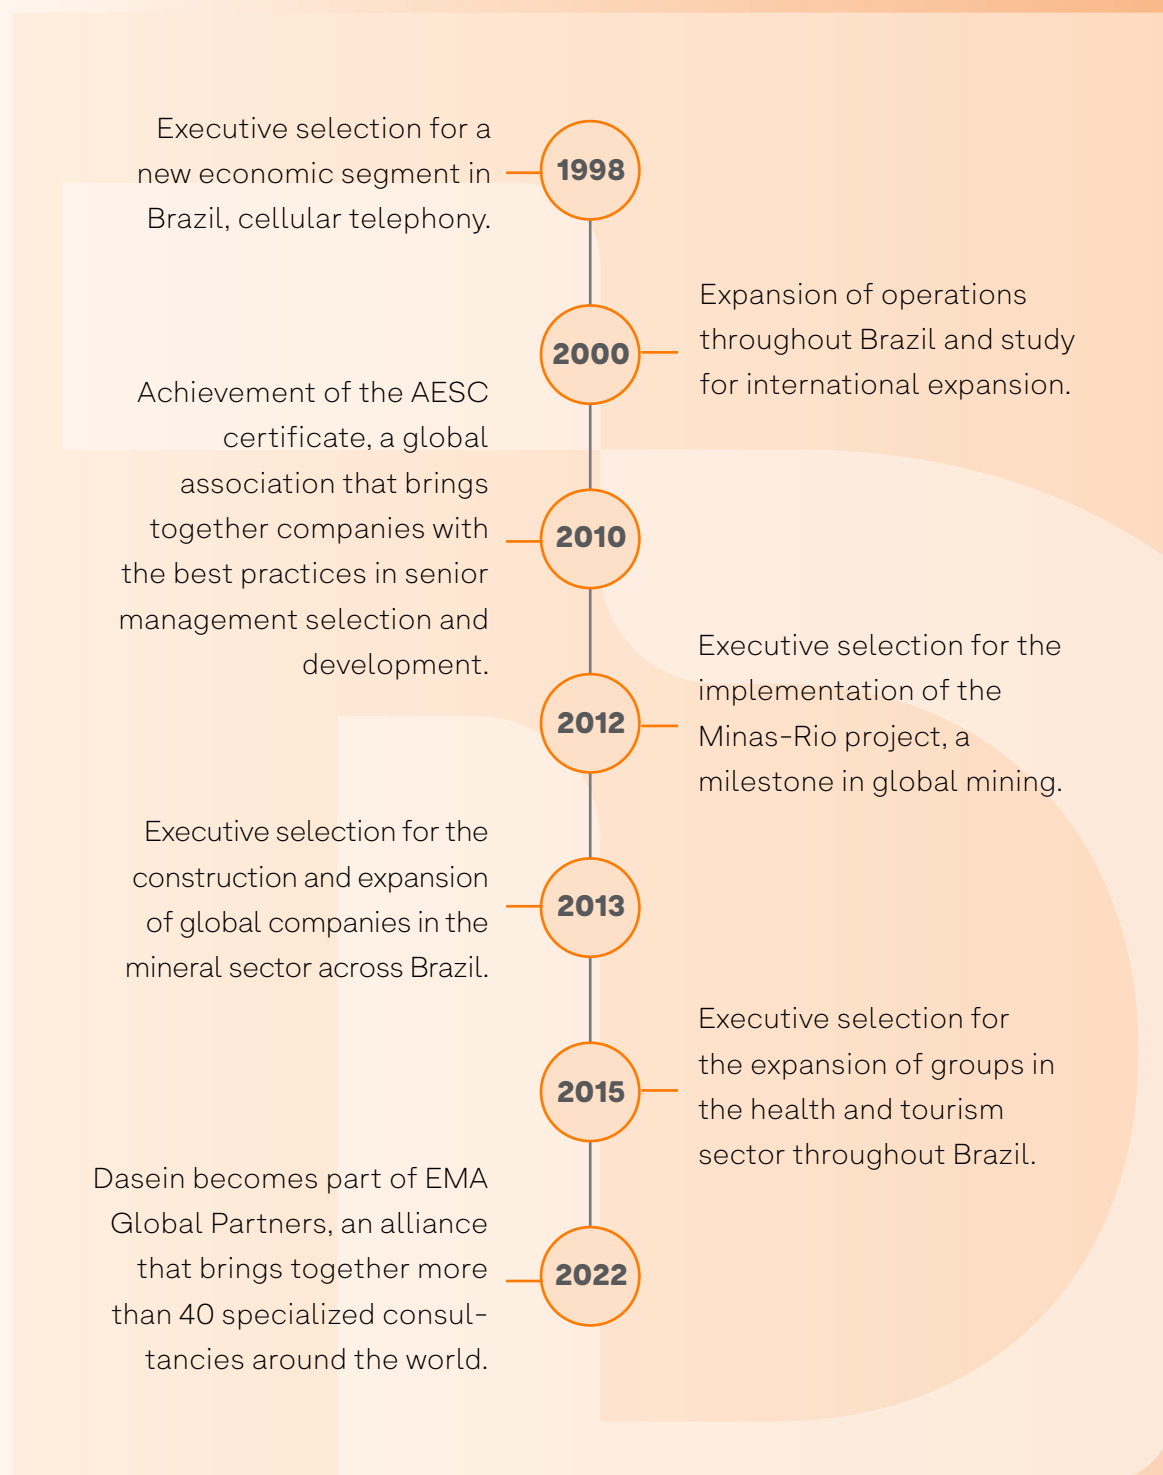 Executive selection for a
new economic segment in
Brazil, cellular telephony.
1998
Expansion of operations
throughout Brazil and study
for international expansion.
2000
Achievement of the AESC
certificate, a global
association that brings
together companies with
the best practices in senior
management selection and
development.
2010
Executive selection for the
implementation of the
Minas-Rio project, a
milestone in global mining.
2012
Executive selection for the
construction and expansion
of global companies in the
mineral sector across Brazil.
2013
Executive selection for
the expansion of groups in
the health and tourism
sector throughout Brazil.
2015
Dasein becomes part of EMA
Global Partners, an alliance
that brings together more
than 40 specialized consul-
tancies around the world.
2022